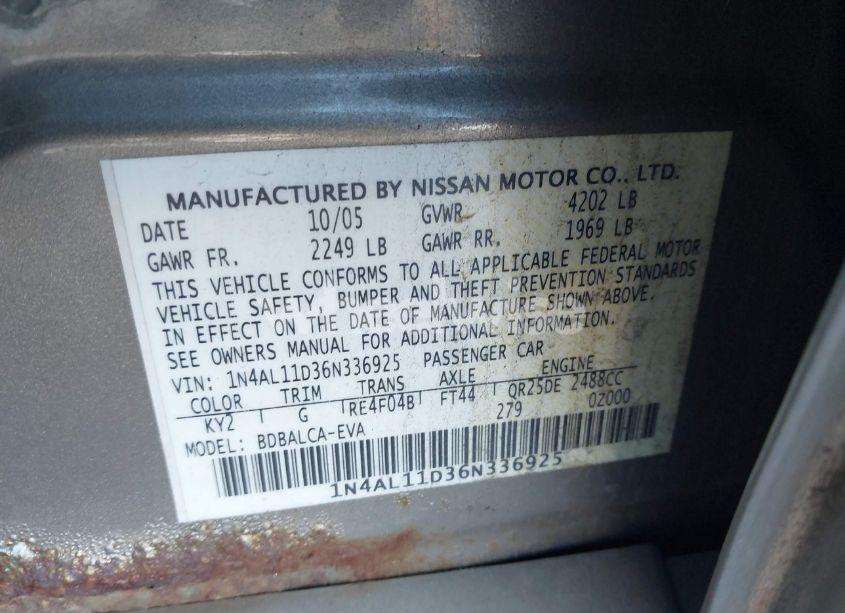 MANUFACTURED BY NISSAN MOTOR CO., LTD.
DATE 10/05 GVWR 4202 LB
GAWR FR. 2249 LB GAWR RR. 1969 LB
THIS VEHICLE CONFORMS TO ALL APPLICABLE FEDERAL MOTOR
VEHICLE SAFETY, BUMPER AND THEFT PREVENTION STANDARDS
IN EFFECT ON THE DATE OF MANUFACTURE SHOWN ABOVE.
SEE OWNERS MANUAL FOR ADDITIONAL INFORMATION.
VIN: 1N4AL11D36N336925 PASSENGER CAR
COLOR TRIM TRANS AXLE ENGINE
KY2 G RE4F04B FT44 QR25DE 2488CC
MODEL: BDBALCA-EVA 279 0Z000
1N4AL11D36N336925